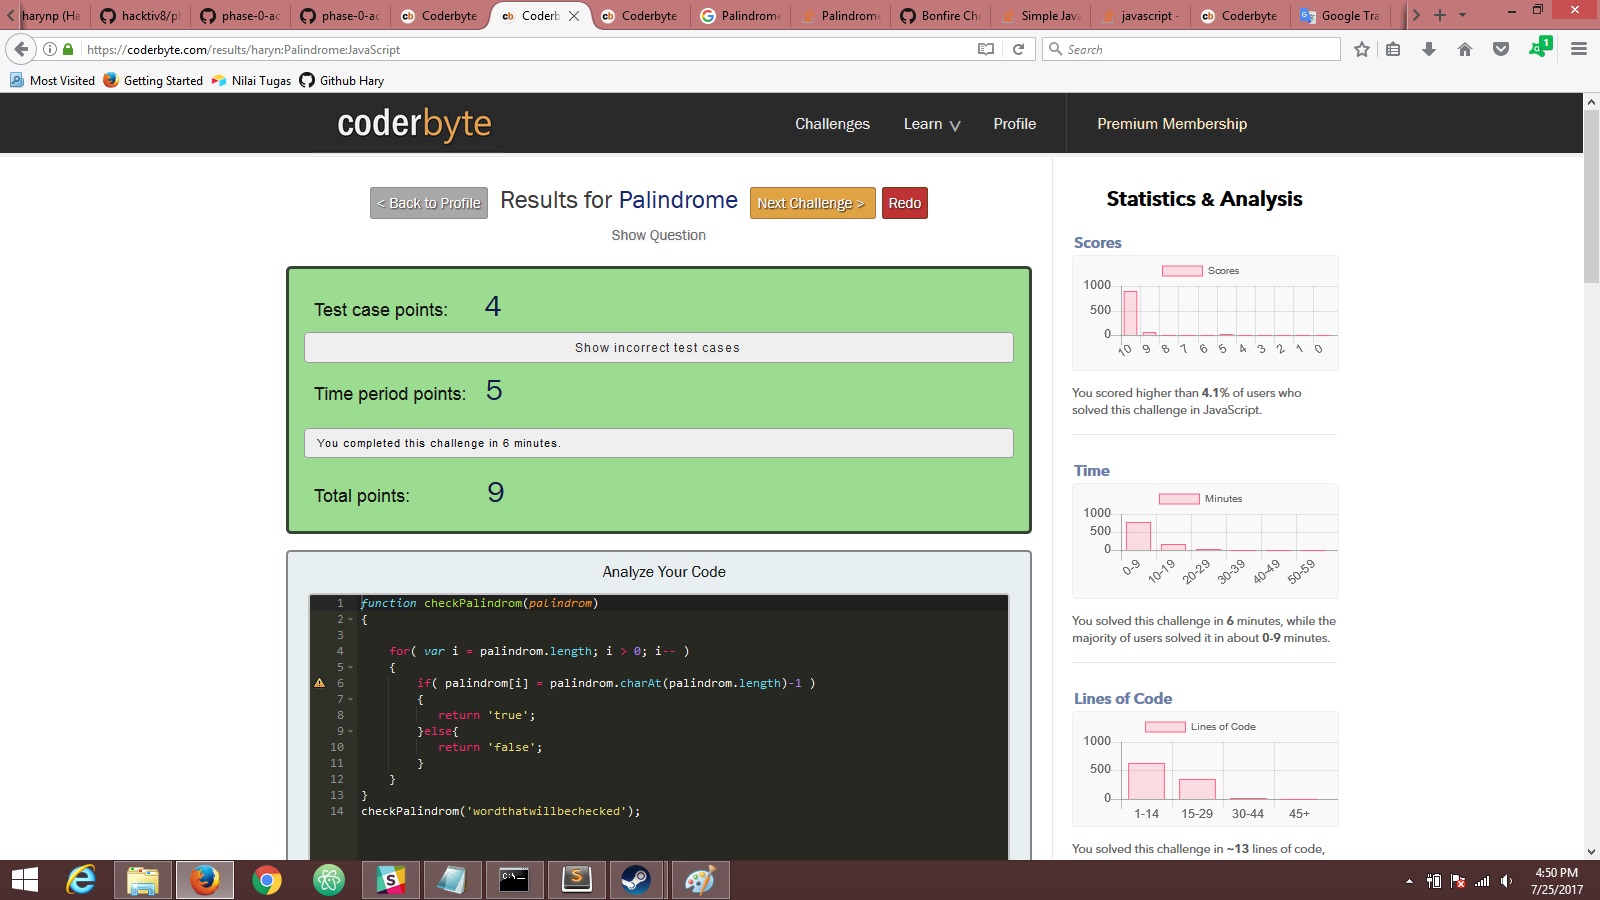 harynp (Ha
hacktiv8/pl
phase-0-ac
phase-0-ac
Coderbyte
Coderb
Coderbyte
Palindrome
Palindrome
Bonfire Ch
Simple Java
javascript -
Coderbyte
Google Tra
https://coderbyte.com/results/haryn:Palindrome:JavaScript
Search
1
Most Visited
Getting Started
Nilai Tugas
Github Hary
coderbyte
Challenges
Learn
Profile
Premium Membership
< Back to Profile
Results for Palindrome
Next Challenge >
Redo
Show Question
Test case points: 4
Show incorrect test cases
Time period points: 5
You completed this challenge in 6 minutes.
Total points: 9
Analyze Your Code
1 function checkPalindrom(palindrom)
2 {
3
4 for( var i = palindrom.length; i > 0; i-- )
5 {
6 if( palindrom[i] = palindrom.charAt(palindrom.length)-1 )
7 {
8 return 'true';
9 }else{
10 return 'false';
11 }
12 }
13 }
14 checkPalindrom('wordthatwillbechecked');
Statistics & Analysis
Scores
Scores
1000
500
0
10 9 8 7 6 5 4 3 2 1 0
You scored higher than 4.1% of users who
solved this challenge in JavaScript.
Time
Minutes
1000
500
0
0-9 10-19 20-29 30-39 40-49 50-59
You solved this challenge in 6 minutes, while the
majority of users solved it in about 0-9 minutes.
Lines of Code
Lines of Code
1000
500
0
1-14 15-29 30-44 45+
You solved this challenge in ~13 lines of code,
4:50 PM
7/25/2017